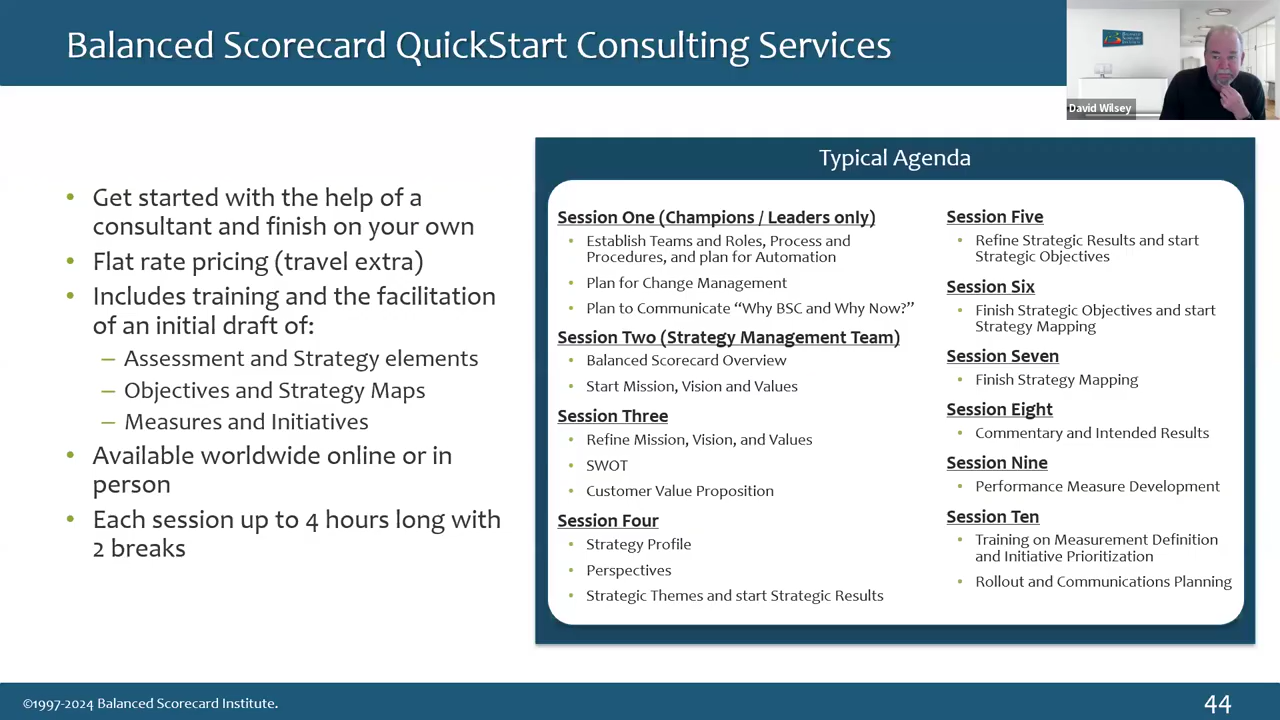 Balanced Scorecard QuickStart Consulting Services
David Wilsey
• Get started with the help of a
consultant and finish on your own
• Flat rate pricing (travel extra)
• Includes training and the facilitation
of an initial draft of:
– Assessment and Strategy elements
– Objectives and Strategy Maps
– Measures and Initiatives
• Available worldwide online or in
person
• Each session up to 4 hours long with
2 breaks
Typical Agenda
Session One (Champions / Leaders only)
• Establish Teams and Roles, Process and
Procedures, and plan for Automation
• Plan for Change Management
• Plan to Communicate “Why BSC and Why Now?”
Session Two (Strategy Management Team)
• Balanced Scorecard Overview
• Start Mission, Vision and Values
Session Three
• Refine Mission, Vision, and Values
• SWOT
• Customer Value Proposition
Session Four
• Strategy Profile
• Perspectives
• Strategic Themes and start Strategic Results
Session Five
• Refine Strategic Results and start
Strategic Objectives
Session Six
• Finish Strategic Objectives and start
Strategy Mapping
Session Seven
• Finish Strategy Mapping
Session Eight
• Commentary and Intended Results
Session Nine
• Performance Measure Development
Session Ten
• Training on Measurement Definition
and Initiative Prioritization
• Rollout and Communications Planning
©1997-2024 Balanced Scorecard Institute.
44